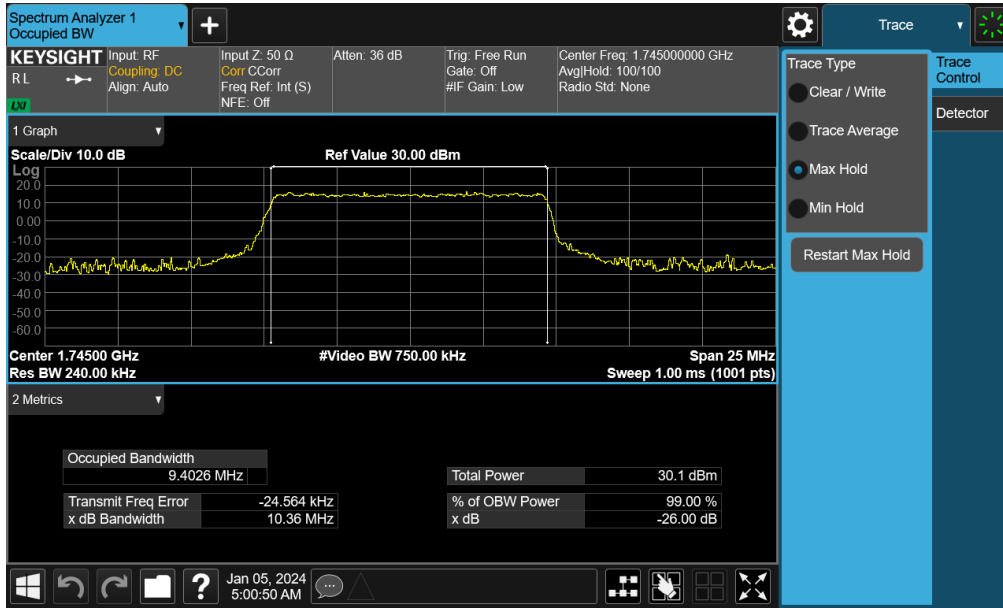 Spectrum Analyzer 1
Occupied BW
Trace
KEYSIGHT
R L
LXI
Input: RF
Coupling: DC
Align: Auto
Input Z: 50 Ω
Corr CCorr
Freq Ref: Int (S)
NFE: Off
Atten: 36 dB
Trig: Free Run
Gate: Off
#IF Gain: Low
Center Freq: 1.745000000 GHz
Avg|Hold: 100/100
Radio Std: None
1 Graph
Scale/Div 10.0 dB
Ref Value 30.00 dBm
Log
20.0
10.0
0.00
-10.0
-20.0
-30.0
-40.0
-50.0
-60.0
Center 1.74500 GHz
#Video BW 750.00 kHz
Span 25 MHz
Res BW 240.00 kHz
Sweep 1.00 ms (1001 pts)
2 Metrics
Occupied Bandwidth
9.4026 MHz
Total Power 30.1 dBm
Transmit Freq Error -24.564 kHz
% of OBW Power 99.00 %
x dB Bandwidth 10.36 MHz
x dB -26.00 dB
?
Jan 05, 2024
5:00:50 AM
Trace Type
Clear / Write
Trace Average
Max Hold
Min Hold
Restart Max Hold
Trace
Control
Detector